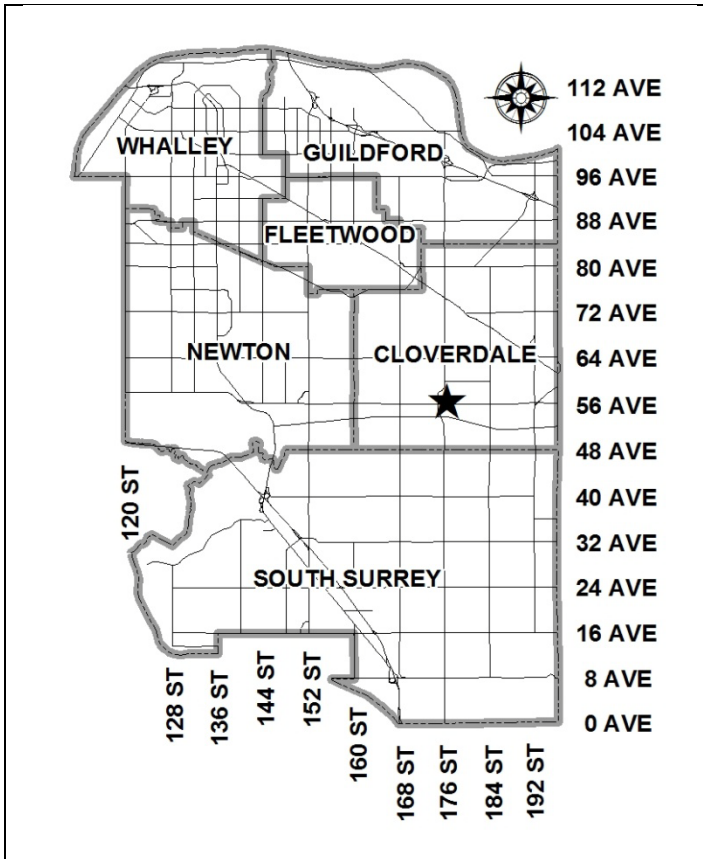 112 AVE
104 AVE
WHALLEY
GUILDFORD
96 AVE
88 AVE
FLEETWOOD
80 AVE
72 AVE
NEWTON
CLOVERDALE
64 AVE
56 AVE
48 AVE
120 ST
40 AVE
32 AVE
SOUTH SURREY
24 AVE
16 AVE
8 AVE
0 AVE
128 ST
136 ST
144 ST
152 ST
160 ST
168 ST
176 ST
184 ST
192 ST